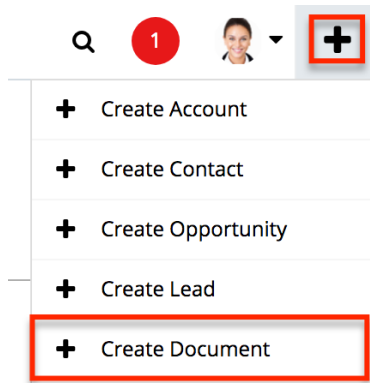 1
Create Account
Create Contact
Create Opportunity
Create Lead
Create Document